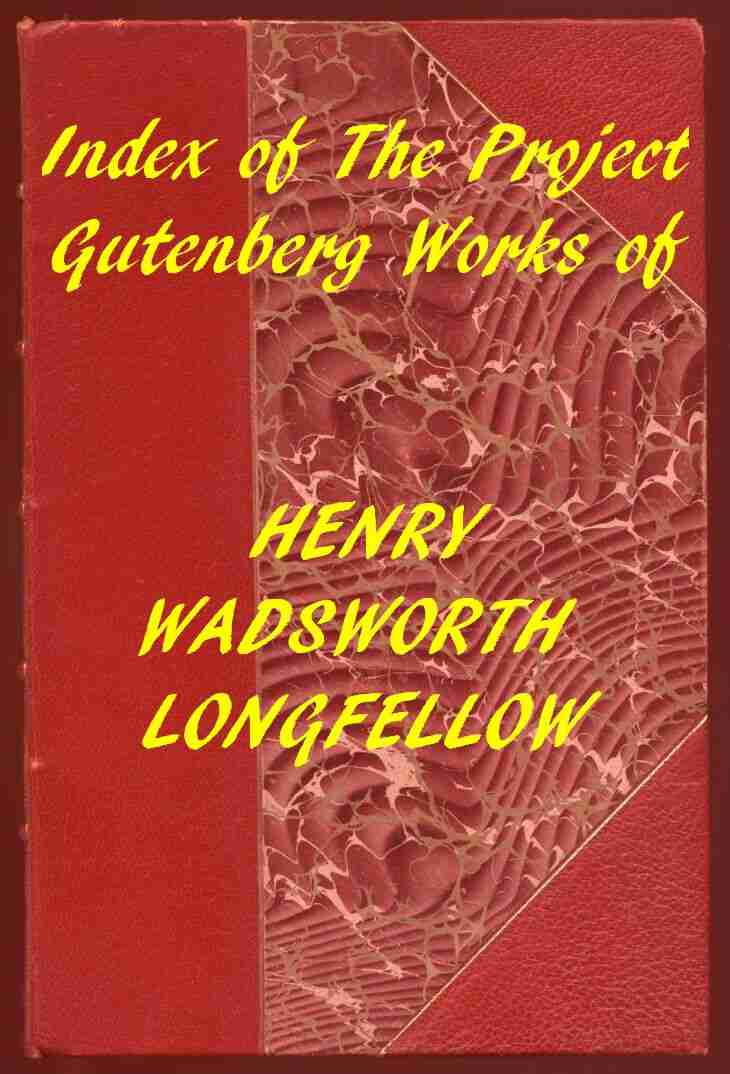 Index of The Project
Gutenberg Works of
HENRY
WADSWORTH
LONGFELLOW